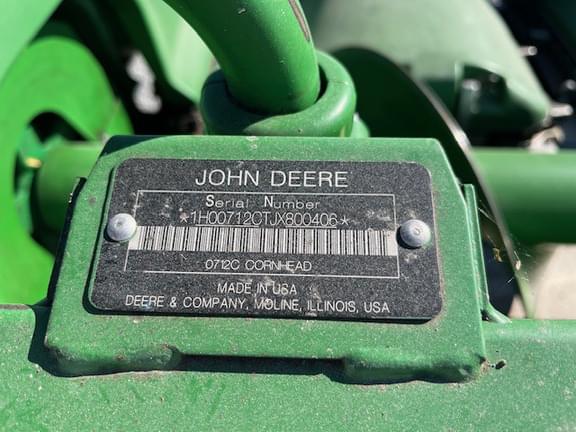 JOHN DEERE
Serial Number
*1H00712CTJX800406*
0712C CORNHEAD
MADE IN USA
DEERE & COMPANY, MOLINE, ILLINOIS, USA